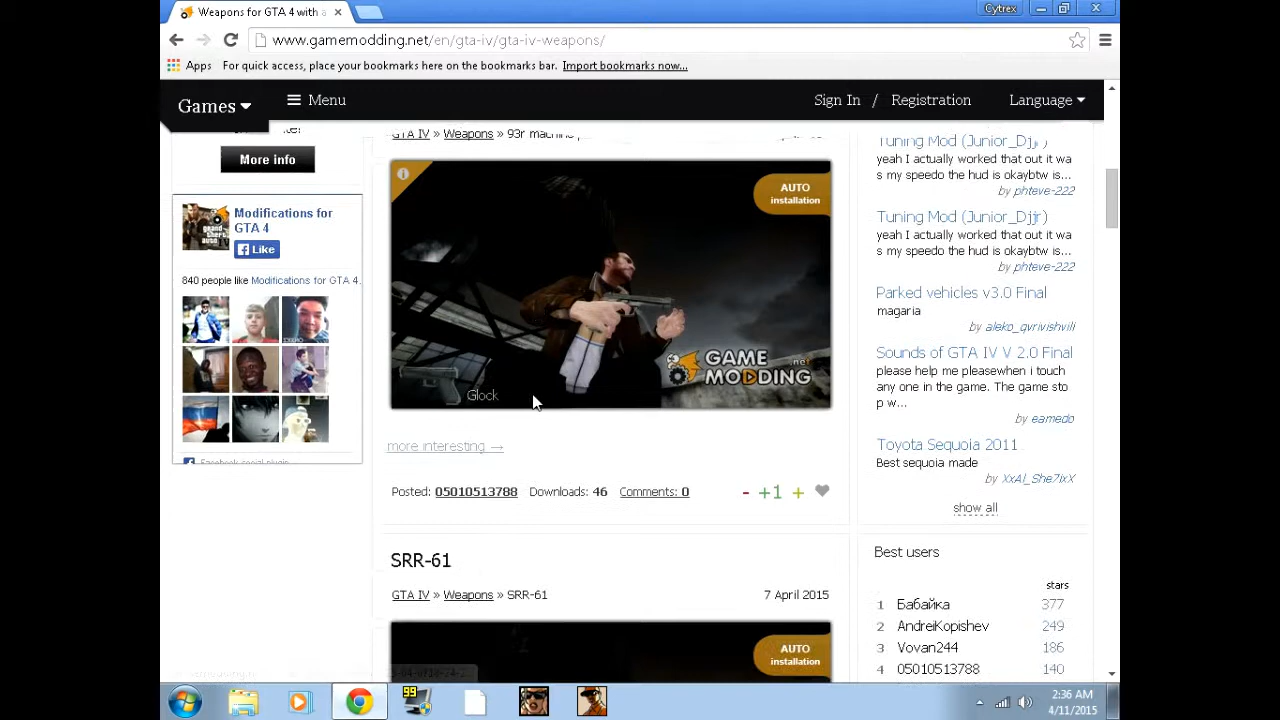 Weapons for GTA 4 with a
Cytrex
www.gamemodding.net/en/gta-iv/gta-iv-weapons/
Apps For quick access, place your bookmarks here on the bookmarks bar. Import bookmarks now...
Games Menu Sign In / Registration Language
More info
Modifications for
GTA 4
Like
840 people like Modifications for GTA 4.
Facebook social plugin
GTA IV » Weapons » 93r machine
AUTO
installation
GAME
MODDING .net
Glock
more interesting →
Posted: 05010513788 Downloads: 46 Comments: 0 - +1 +
SRR-61
GTA IV » Weapons » SRR-61 7 April 2015
AUTO
installation
Tuning Mod (Junior_Djjr)
yeah I actually worked that out it wa
s my speedo the hud is okaybtw is...
by phteve-222
Tuning Mod (Junior_Djjr)
yeah I actually worked that out it wa
s my speedo the hud is okaybtw is...
by phteve-222
Parked vehicles v3.0 Final
magaria
by aleko_qvrivishvili
Sounds of GTA IV V 2.0 Final
please help me pleasewhen i touch
any one in the game. The game sto
p w...
by eamedo
Toyota Sequoia 2011
Best sequoia made
by XxAl_She7ixX
show all
Best users
stars
1 Бабайка 377
2 AndreiKopishev 249
3 Vovan244 186
4 05010513788 140
99
2:36 AM
4/11/2015